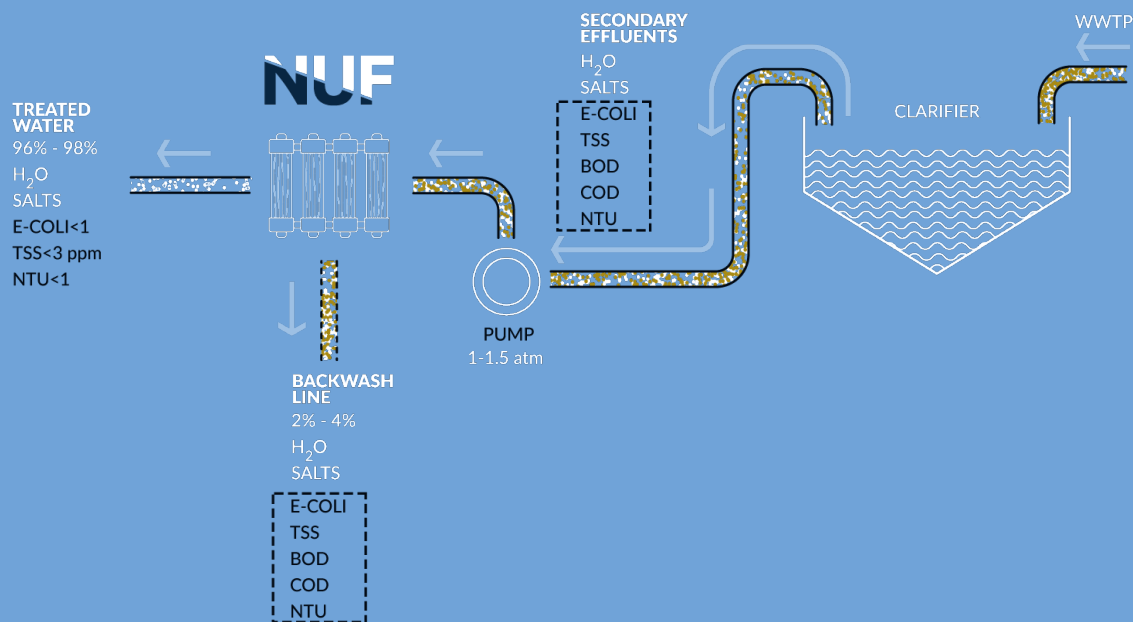 SECONDARY
EFFLUENTS
H2O
SALTS
E-COLI
TSS
BOD
COD
NTU
WWTP
CLARIFIER
NUF
TREATED
WATER
96% - 98%
H2O
SALTS
E-COLI<1
TSS<3 ppm
NTU<1
PUMP
1-1.5 atm
BACKWASH
LINE
2% - 4%
H2O
SALTS
E-COLI
TSS
BOD
COD
NTU